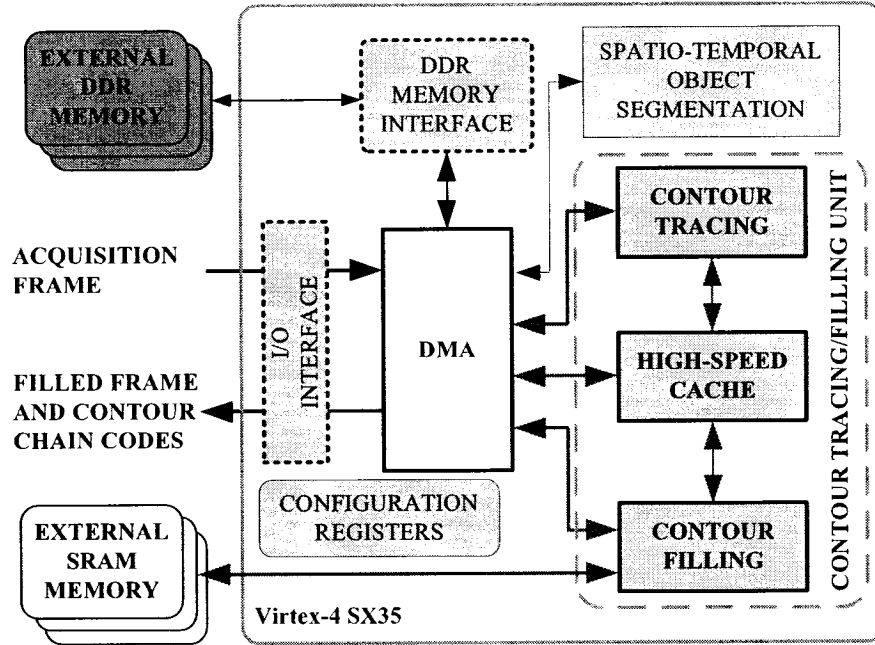 EXTERNAL
DDR
MEMORY
DDR
MEMORY
INTERFACE
SPATIO-TEMPORAL
OBJECT
SEGMENTATION
ACQUISITION
FRAME
I/O
INTERFACE
DMA
CONTOUR
TRACING
HIGH-SPEED
CACHE
CONTOUR
FILLING
CONTOUR TRACING/FILLING UNIT
FILLED FRAME
AND CONTOUR
CHAIN CODES
CONFIGURATION
REGISTERS
EXTERNAL
SRAM
MEMORY
Virtex-4 SX35